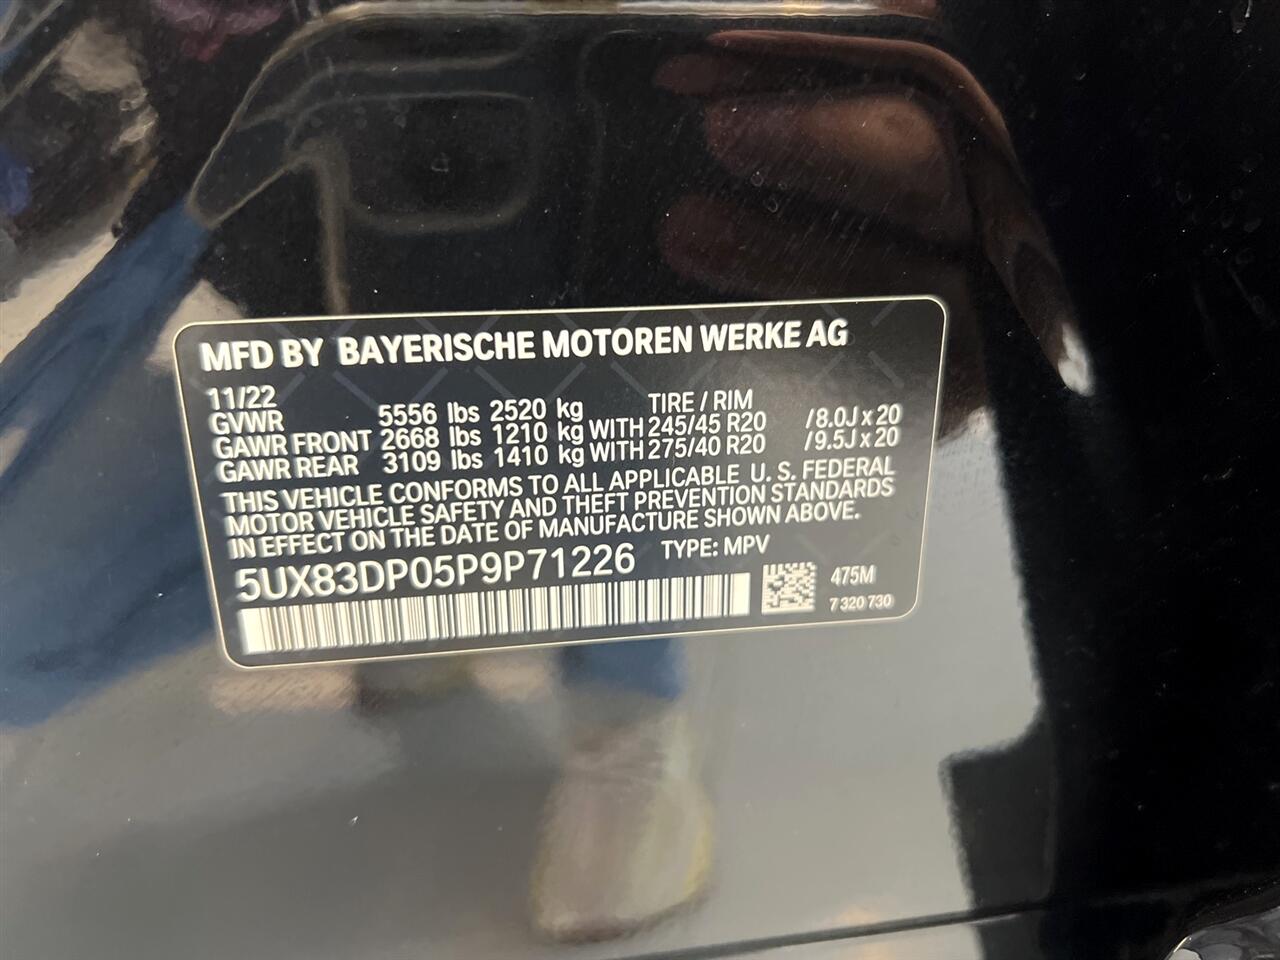 MFD BY BAYERISCHE MOTOREN WERKE AG
11/22 TIRE / RIM
GVWR 5556 lbs 2520 kg
GAWR FRONT 2668 lbs 1210 kg WITH 245/45 R20 /8.0J x 20
GAWR REAR 3109 lbs 1410 kg WITH 275/40 R20 /9.5J x 20
THIS VEHICLE CONFORMS TO ALL APPLICABLE U. S. FEDERAL
MOTOR VEHICLE SAFETY AND THEFT PREVENTION STANDARDS
IN EFFECT ON THE DATE OF MANUFACTURE SHOWN ABOVE.
5UX83DP05P9P71226 TYPE: MPV
475M
7 320 730